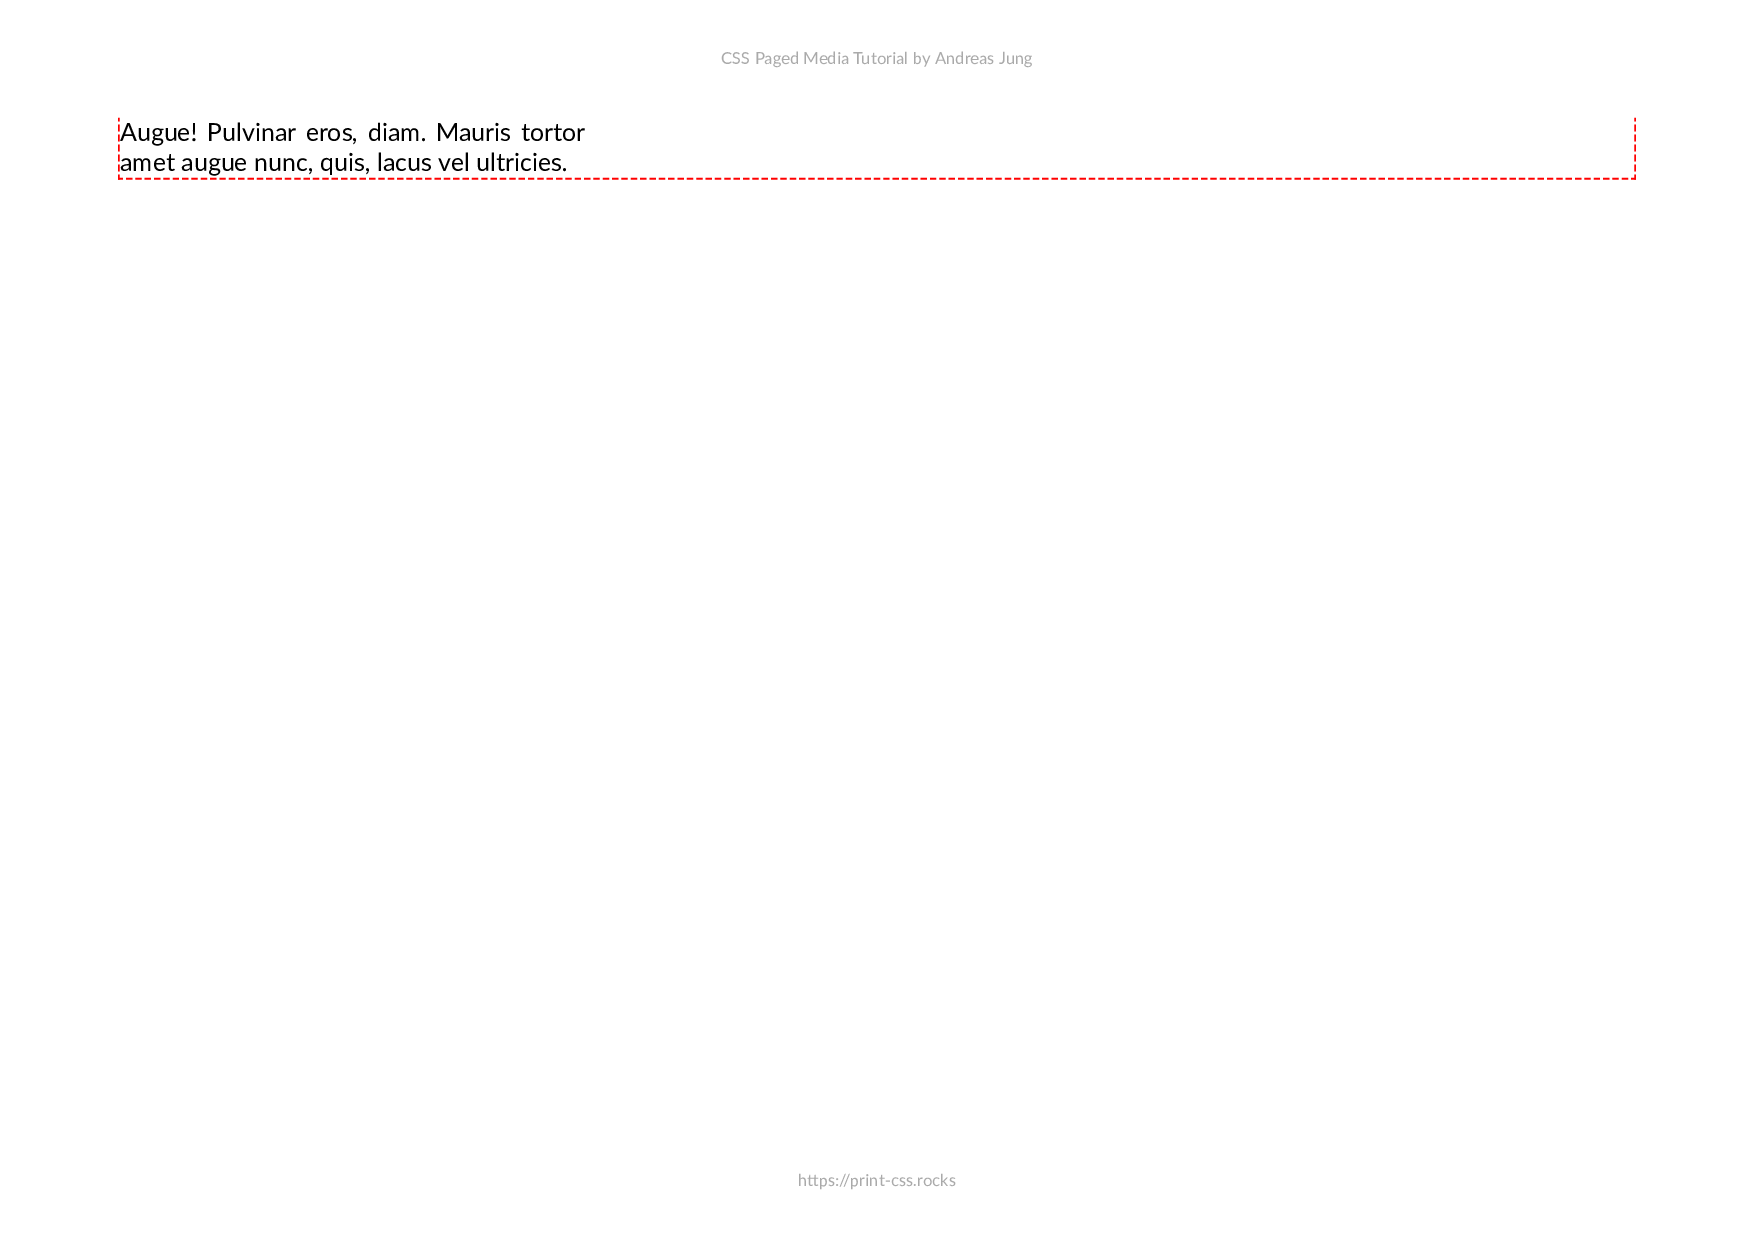 CSS Paged Media Tutorial by Andreas Jung
Augue! Pulvinar eros, diam. Mauris tortor
amet augue nunc, quis, lacus vel ultricies.
https://print-css.rocks